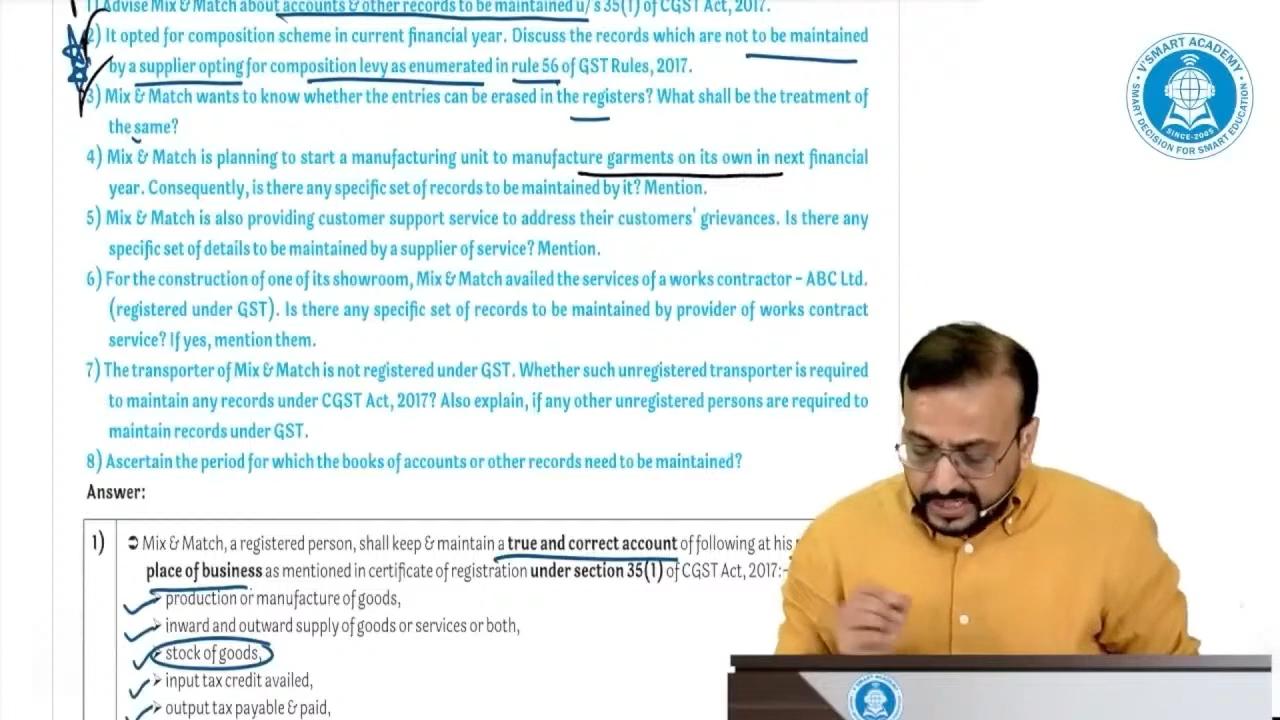 1) Advise Mix & Match about accounts & other records to be maintained u/s 35(1) of CGST Act, 2017.
2) It opted for composition scheme in current financial year. Discuss the records which are not to be maintained
by a supplier opting for composition levy as enumerated in rule 56 of GST Rules, 2017.
3) Mix & Match wants to know whether the entries can be erased in the registers? What shall be the treatment of
the same?
4) Mix & Match is planning to start a manufacturing unit to manufacture garments on its own in next financial
year. Consequently, is there any specific set of records to be maintained by it? Mention.
5) Mix & Match is also providing customer support service to address their customers' grievances. Is there any
specific set of details to be maintained by a supplier of service? Mention.
6) For the construction of one of its showroom, Mix & Match availed the services of a works contractor - ABC Ltd.
(registered under GST). Is there any specific set of records to be maintained by provider of works contract
service? If yes, mention them.
7) The transporter of Mix & Match is not registered under GST. Whether such unregistered transporter is required
to maintain any records under CGST Act, 2017? Also explain, if any other unregistered persons are required to
maintain records under GST.
8) Ascertain the period for which the books of accounts or other records need to be maintained?
Answer:
1) ➲ Mix & Match, a registered person, shall keep & maintain a true and correct account of following at his
place of business as mentioned in certificate of registration under section 35(1) of CGST Act, 2017:-
➢ production or manufacture of goods,
➢ inward and outward supply of goods or services or both,
➢ stock of goods,
➢ input tax credit availed,
➢ output tax payable & paid,
V'SMART ACADEMY
SINCE-2005
SMART DECISION FOR SMART EDUCATION